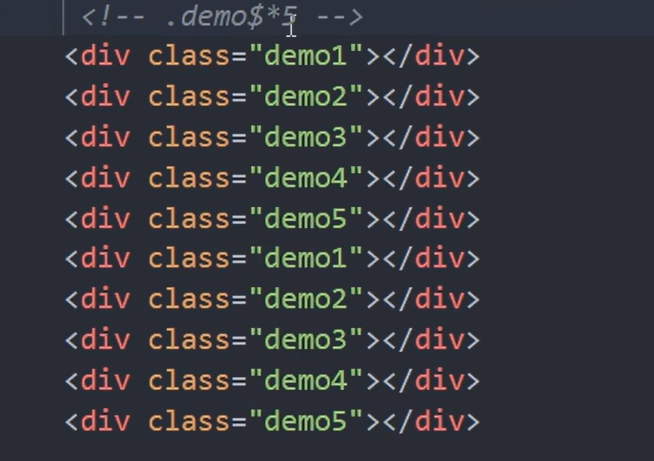 <!-- .demo$*5 -->
<div class="demo1"></div>
<div class="demo2"></div>
<div class="demo3"></div>
<div class="demo4"></div>
<div class="demo5"></div>
<div class="demo1"></div>
<div class="demo2"></div>
<div class="demo3"></div>
<div class="demo4"></div>
<div class="demo5"></div>